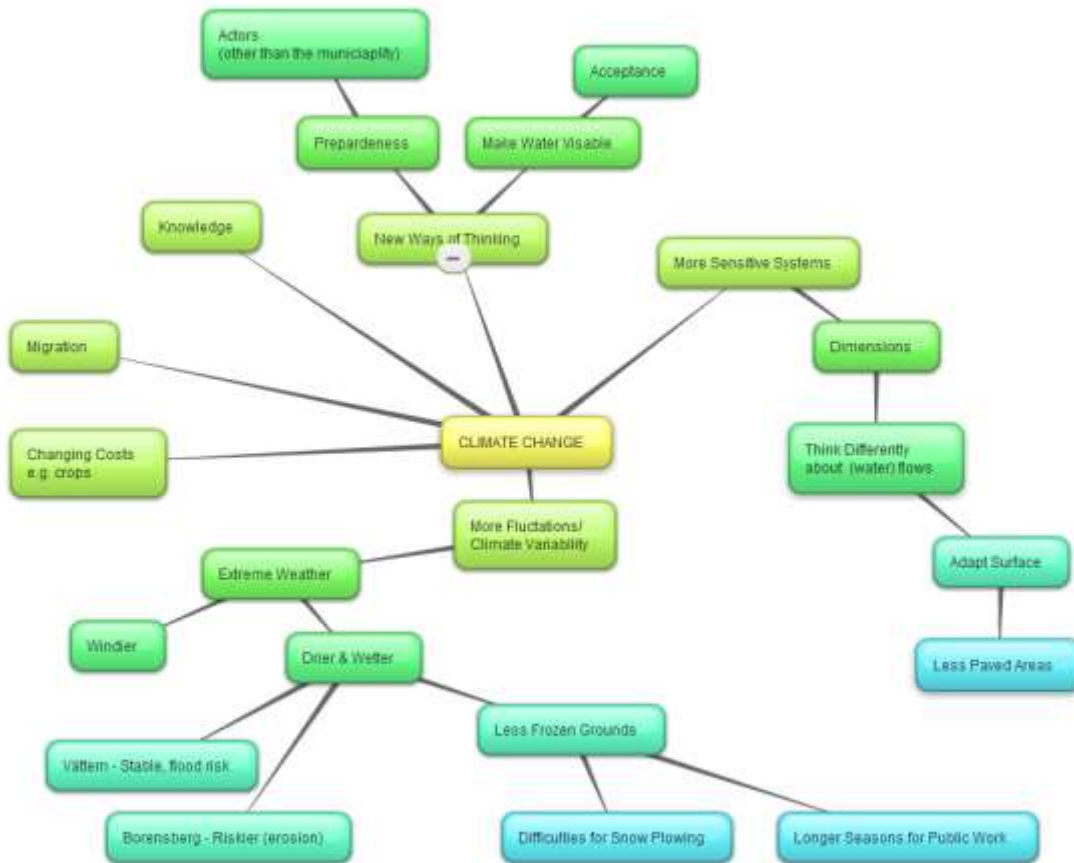 Actors
(other than the municiaplity)
Acceptance
Prepardeness
Make Water Visable
Knowledge
New Ways of Thinking
More Sensitive Systems
Migration
Dimensions
CLIMATE CHANGE
Changing Costs
e.g. crops
Think Differently
about (water) flows
More Fluctations/
Climate Variability
Extreme Weather
Adapt Surface
Windier
Drier & Wetter
Less Paved Areas
Less Frozen Grounds
Vättern - Stable, flood risk
Borensberg - Riskier (erosion)
Difficulties for Snow Plowing
Longer Seasons for Public Work